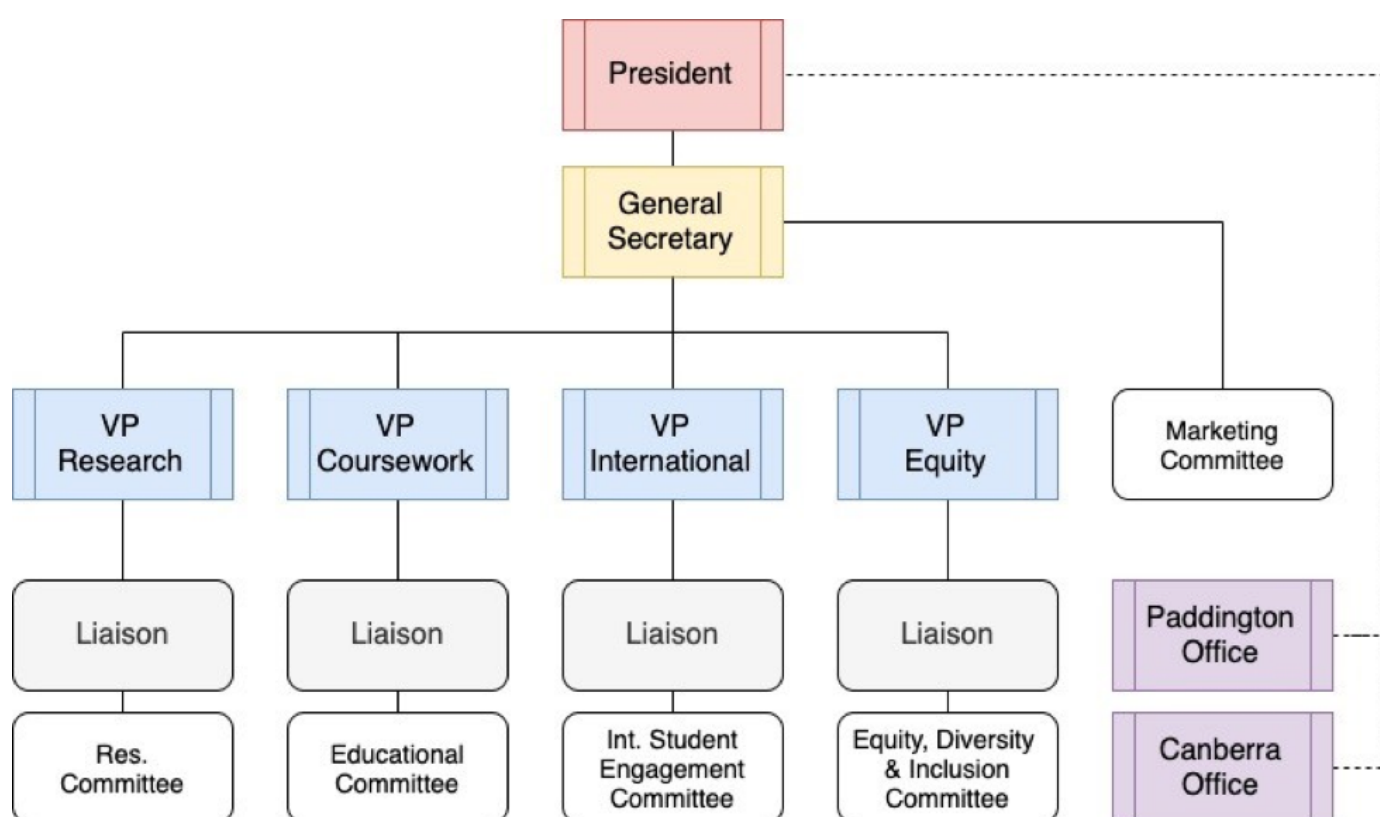 President
General
Secretary
VP
Research
VP
Coursework
VP
International
VP
Equity
Marketing
Committee
Liaison
Liaison
Liaison
Liaison
Paddington
Office
Res.
Committee
Educational
Committee
Int. Student
Engagement
Committee
Equity, Diversity
& Inclusion
Committee
Canberra
Office